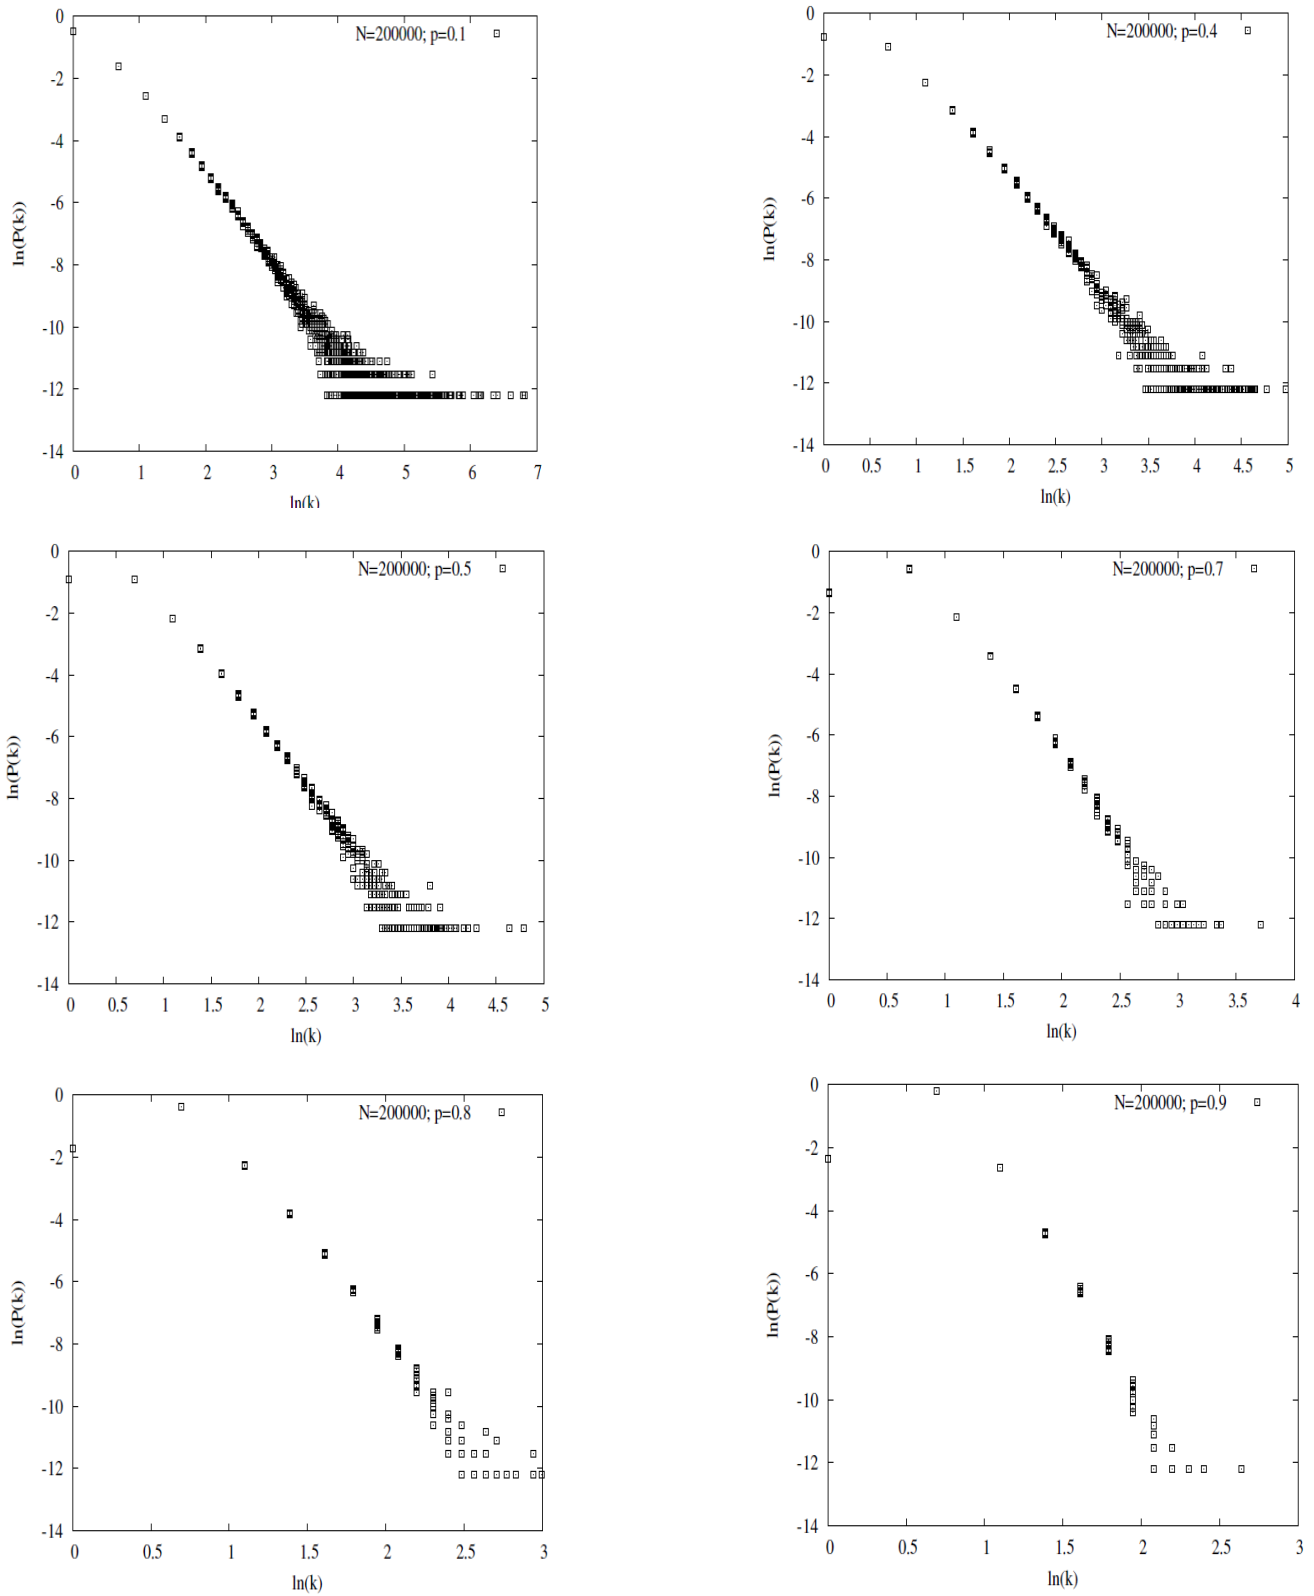 0
-2
-4
-6
-8
-10
-12
-14
ln(P(k))
N=200000; p=0.1
0 1 2 3 4 5 6 7
ln(k)
0
-2
-4
-6
-8
-10
-12
-14
ln(P(k))
N=200000; p=0.4
0 0.5 1 1.5 2 2.5 3 3.5 4 4.5 5
ln(k)
0
-2
-4
-6
-8
-10
-12
-14
ln(P(k))
N=200000; p=0.5
0 0.5 1 1.5 2 2.5 3 3.5 4 4.5 5
ln(k)
0
-2
-4
-6
-8
-10
-12
-14
ln(P(k))
N=200000; p=0.7
0 0.5 1 1.5 2 2.5 3 3.5 4
ln(k)
0
-2
-4
-6
-8
-10
-12
-14
ln(P(k))
N=200000; p=0.8
0 0.5 1 1.5 2 2.5 3
ln(k)
0
-2
-4
-6
-8
-10
-12
-14
ln(P(k))
N=200000; p=0.9
0 0.5 1 1.5 2 2.5 3
ln(k)